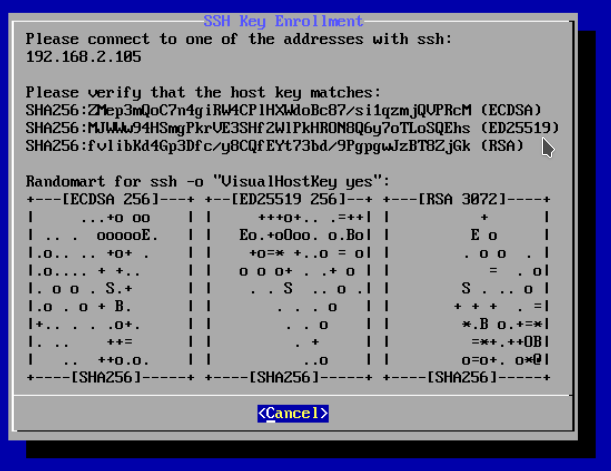 SSH Key Enrollment
Please connect to one of the addresses with ssh:
192.168.2.105
Please verify that the host key matches:
SHA256:ZMep3mQoC7n4giRW4CPlHXWdoBc87/si1qzmjQVPRcM (ECDSA)
SHA256:MJWWw94HSmgPkrVE3SHf2WlPkHRON8Q6y7oTLoSQEhs (ED25519)
SHA256:fvlibKd4Gp3Dfc/y8CQfEYt73bd/9PgpgwJzBT8ZjGk (RSA)
Randomart for ssh -o "VisualHostKey yes":
+---[ECDSA 256]---+ +--[ED25519 256]--+ +---[RSA 3072]----+
|      ...+o oo   | |      +++o+.. .=++| |          +      |
| .. .  oooooE.   | |   Eo.+oOoo. o.Bo| |         E o     |
|.o.. .. +o+ .    | |    +o=* +..o = o| |        . o o  . |
|.o.... + +..     | |   o o o+ . .+ o | |           =  . o|
|. o o . S.+      | |    . . S  .. o .| |        S . .. o |
|.o . o + B.      | |       . . . o   | |       + + +  . =|
|+.. . . .o+.     | |        . . o    | |        *.B o.+=*|
|. ..    ++=      | |         . +     | |         =*+.++OB|
|   ..  ++o.o.    | |          ..o    | |        o=o+. o*@|
+----[SHA256]-----+ +----[SHA256]-----+ +----[SHA256]-----+
<Cancel>